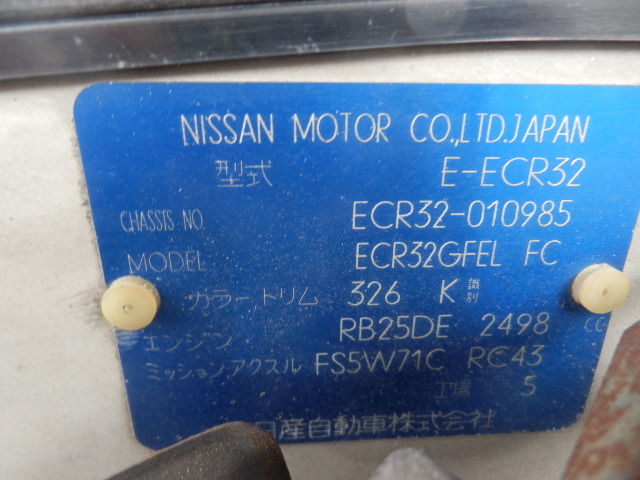 NISSAN MOTOR CO.,LTD.JAPAN
型式 E-ECR32
CHASSIS NO. ECR32-010985
MODEL ECR32GFEL FC
カラー トリム 326 K 識別
エンジン RB25DE 2498 CC
ミッション アクスル FS5W71C RC43
工場 5
日産自動車株式会社